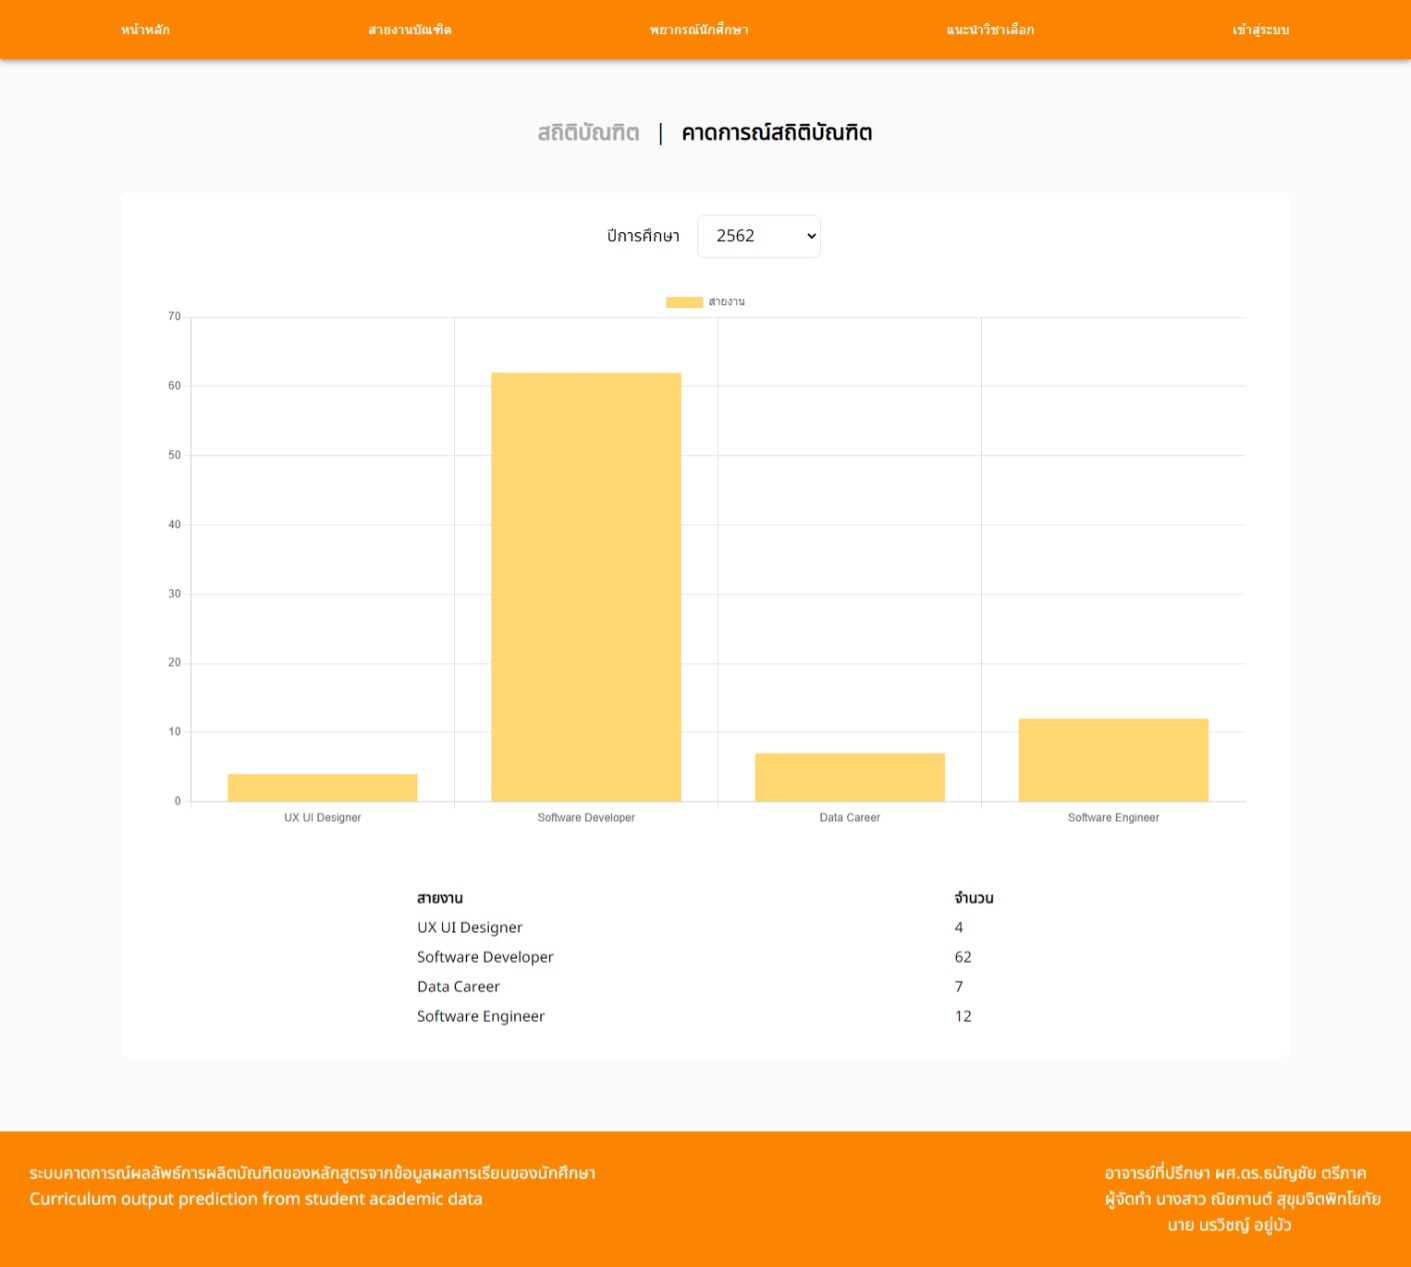 หน้าหลัก สายงานบัณฑิต พยากรณ์นักศึกษา แนะนำวิชาเลือก เข้าสู่ระบบ
สถิติบัณฑิต | คาดการณ์สถิติบัณฑิต
ปีการศึกษา 2562
สายงาน
70
60
50
40
30
20
10
0
UX UI Designer Software Developer Data Career Software Engineer
สายงาน จำนวน
UX UI Designer 4
Software Developer 62
Data Career 7
Software Engineer 12
ระบบคาดการณ์ผลลัพธ์การผลิตบัณฑิตของหลักสูตรจากข้อมูลผลการเรียนของนักศึกษา
Curriculum output prediction from student academic data
อาจารย์ที่ปรึกษา ผศ.ดร.ธนัญชัย ตรีภาค
ผู้จัดทำ นางสาว ณิชกานต์ สุขุมจิตพิทโยทัย
นาย นรวิชญ์ อยู่บัว